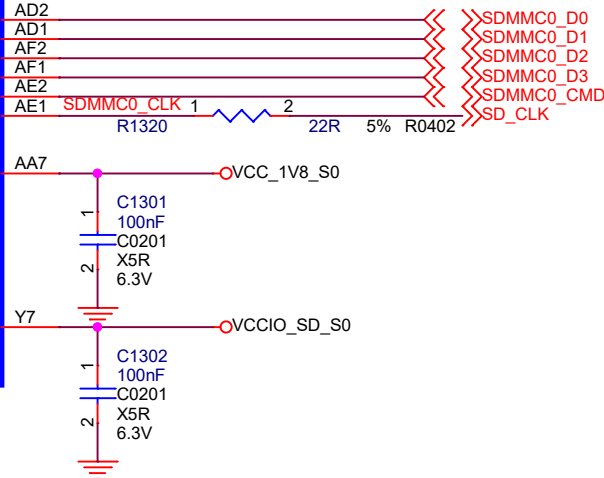 AD2 SDMMC0_D0
AD1 SDMMC0_D1
AF2 SDMMC0_D2
AF1 SDMMC0_D3
AE2 SDMMC0_CMD
AE1 SDMMC0_CLK 1 2 SD_CLK
R1320 22R 5% R0402
AA7 VCC_1V8_S0
1
C1301
100nF
C0201
X5R
2
6.3V
Y7 VCCIO_SD_S0
1
C1302
100nF
C0201
X5R
2
6.3V